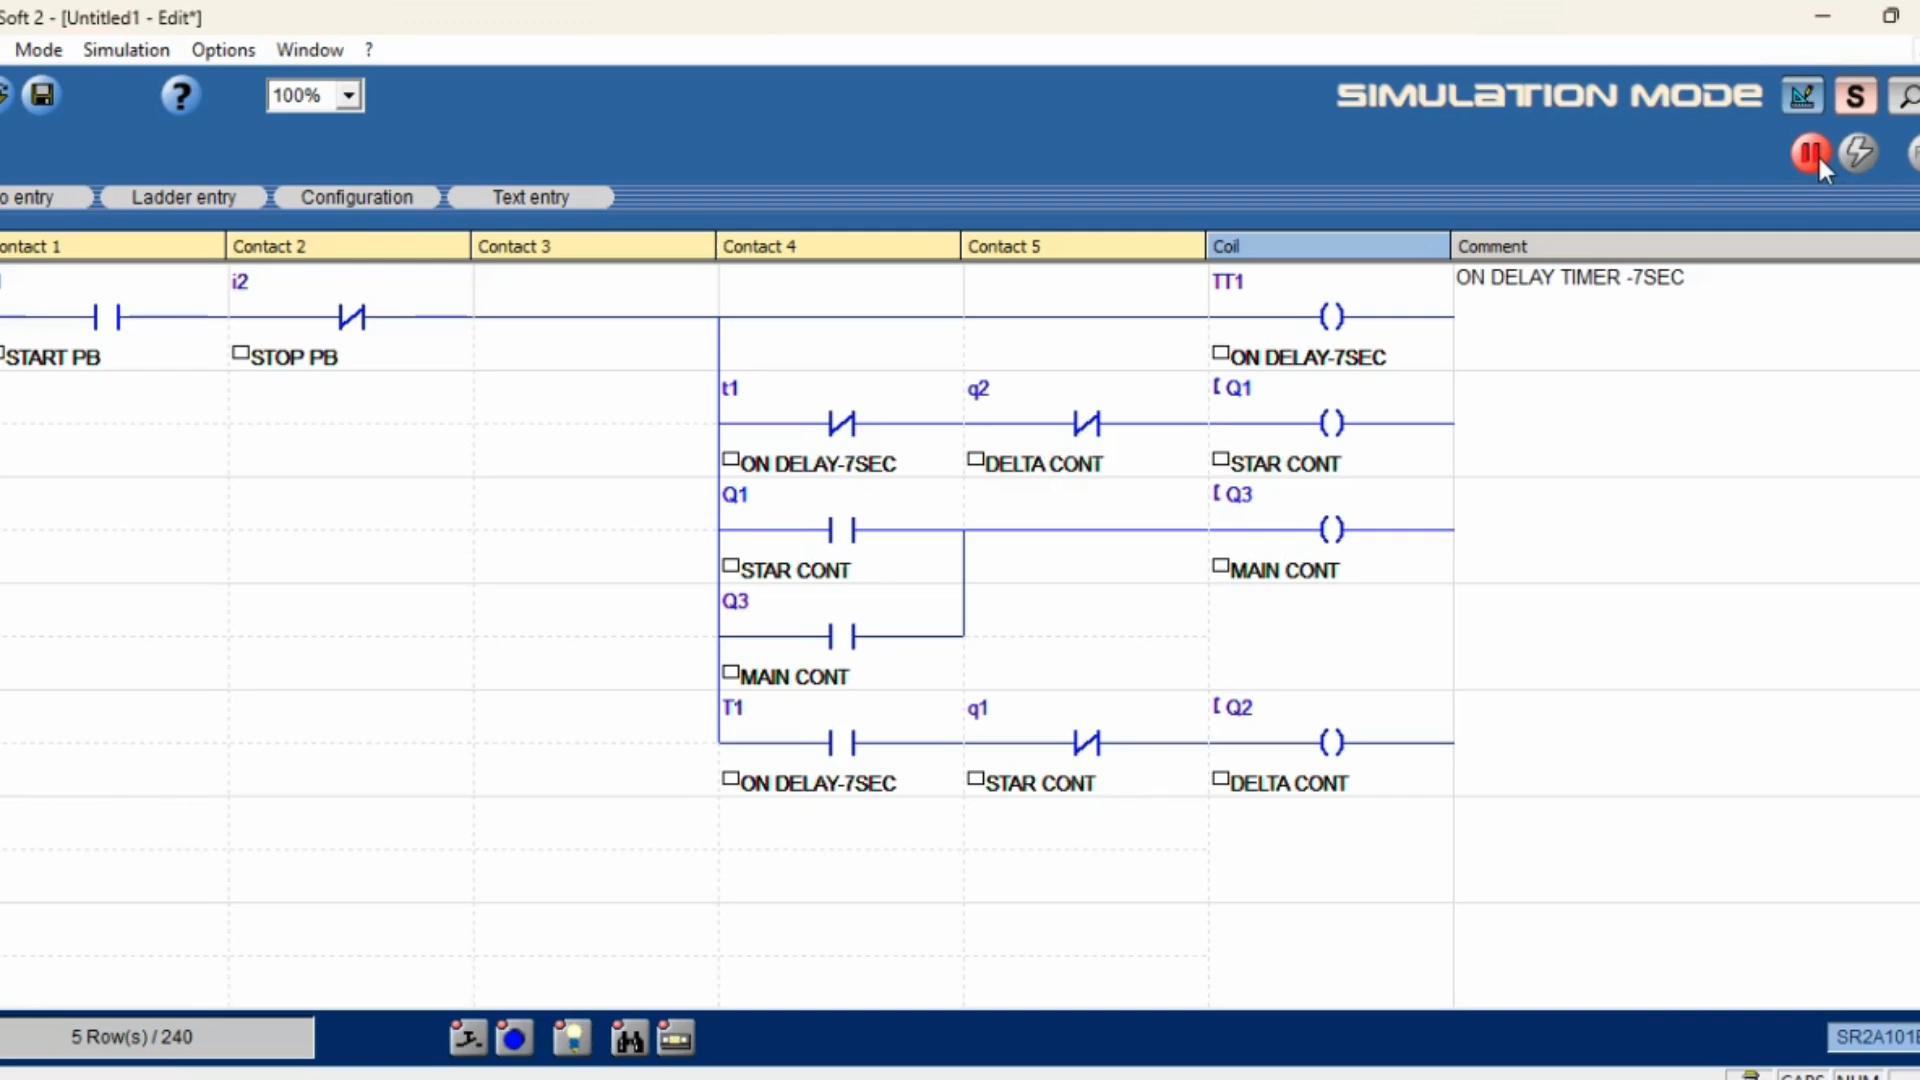 Soft 2 - [Untitled1 - Edit*]
Mode Simulation Options Window ?
? 100% SIMULATION MODE S
o entry Ladder entry Configuration Text entry
ontact 1 Contact 2 Contact 3 Contact 4 Contact 5 Coil Comment
i2 TT1 ON DELAY TIMER -7SEC
START PB STOP PB ON DELAY-7SEC
t1 q2 [ Q1
ON DELAY-7SEC DELTA CONT STAR CONT
Q1 [ Q3
STAR CONT MAIN CONT
Q3
MAIN CONT
T1 q1 [ Q2
ON DELAY-7SEC STAR CONT DELTA CONT
5 Row(s) / 240 SR2A101
CAPS NUM